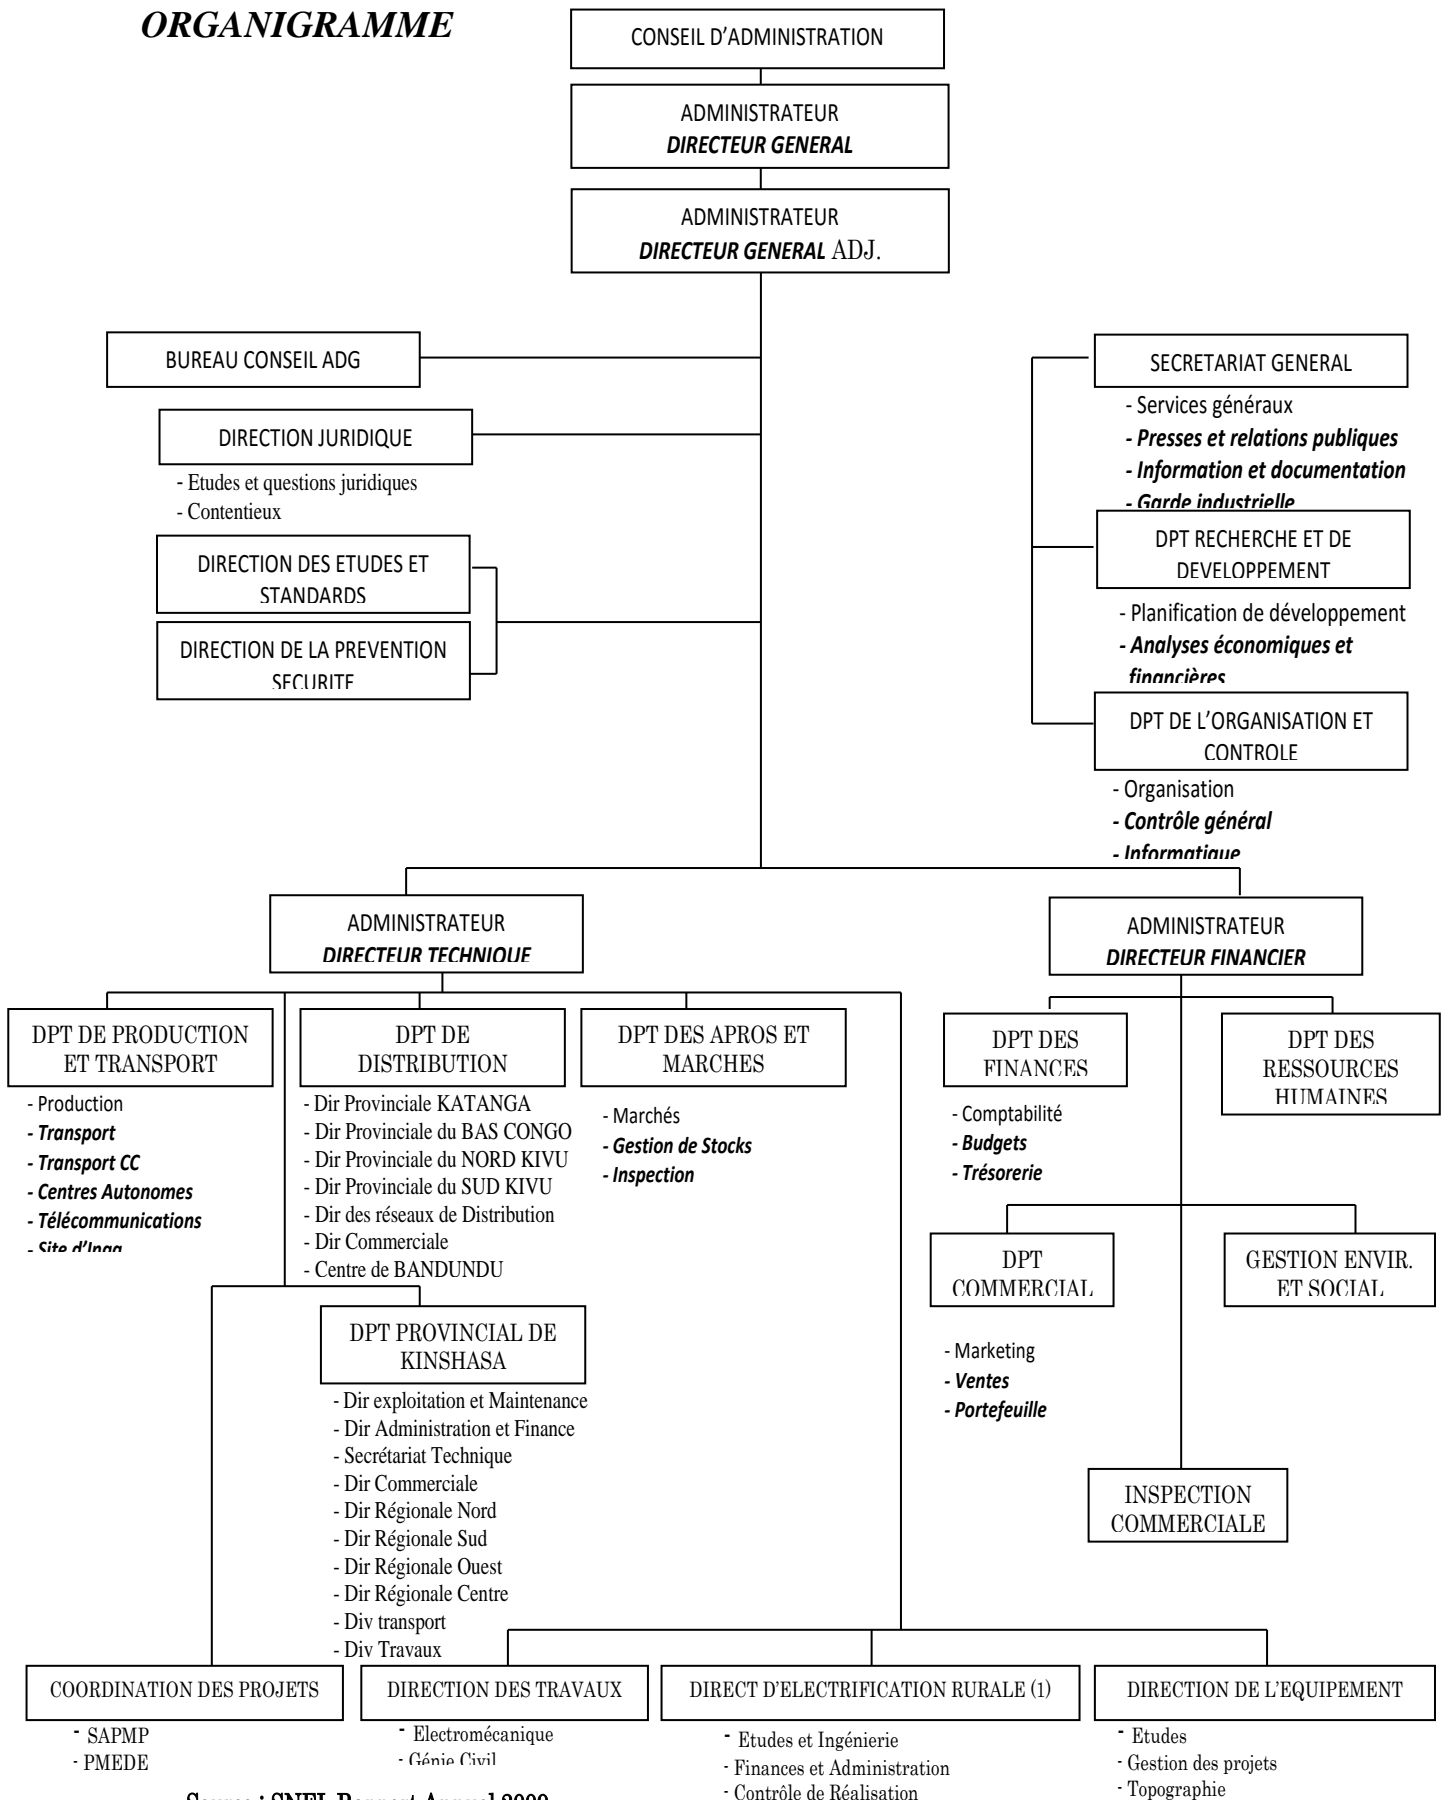 ORGANIGRAMME
CONSEIL D'ADMINISTRATION
ADMINISTRATEUR
DIRECTEUR GENERAL
ADMINISTRATEUR
DIRECTEUR GENERAL ADJ.
BUREAU CONSEIL ADG
DIRECTION JURIDIQUE
- Etudes et questions juridiques
- Contentieux
DIRECTION DES ETUDES ET
STANDARDS
DIRECTION DE LA PREVENTION
SECURITE
SECRETARIAT GENERAL
- Services généraux
- Presses et relations publiques
- Information et documentation
- Garde industrielle
DPT RECHERCHE ET DE
DEVELOPPEMENT
- Planification de développement
- Analyses économiques et
financières
DPT DE L'ORGANISATION ET
CONTROLE
- Organisation
- Contrôle général
- Informatique
ADMINISTRATEUR
DIRECTEUR TECHNIQUE
ADMINISTRATEUR
DIRECTEUR FINANCIER
DPT DE PRODUCTION
ET TRANSPORT
- Production
- Transport
- Transport CC
- Centres Autonomes
- Télécommunications
- Site d'Inga
DPT DE
DISTRIBUTION
- Dir Provinciale KATANGA
- Dir Provinciale du BAS CONGO
- Dir Provinciale du NORD KIVU
- Dir Provinciale du SUD KIVU
- Dir des réseaux de Distribution
- Dir Commerciale
- Centre de BANDUNDU
DPT DES APROS ET
MARCHES
- Marchés
- Gestion de Stocks
- Inspection
DPT DES
FINANCES
- Comptabilité
- Budgets
- Trésorerie
DPT DES
RESSOURCES
HUMAINES
DPT
COMMERCIAL
- Marketing
- Ventes
- Portefeuille
GESTION ENVIR.
ET SOCIAL
INSPECTION
COMMERCIALE
DPT PROVINCIAL DE
KINSHASA
- Dir exploitation et Maintenance
- Dir Administration et Finance
- Secrétariat Technique
- Dir Commerciale
- Dir Régionale Nord
- Dir Régionale Sud
- Dir Régionale Ouest
- Dir Régionale Centre
- Div transport
- Div Travaux
COORDINATION DES PROJETS
- SAPMP
- PMEDE
DIRECTION DES TRAVAUX
- Electromécanique
- Génie Civil
DIRECT D'ELECTRIFICATION RURALE (1)
- Etudes et Ingénierie
- Finances et Administration
- Contrôle de Réalisation
DIRECTION DE L'EQUIPEMENT
- Etudes
- Gestion des projets
- Topographie
Source : SNEL Rapport Annuel 2009